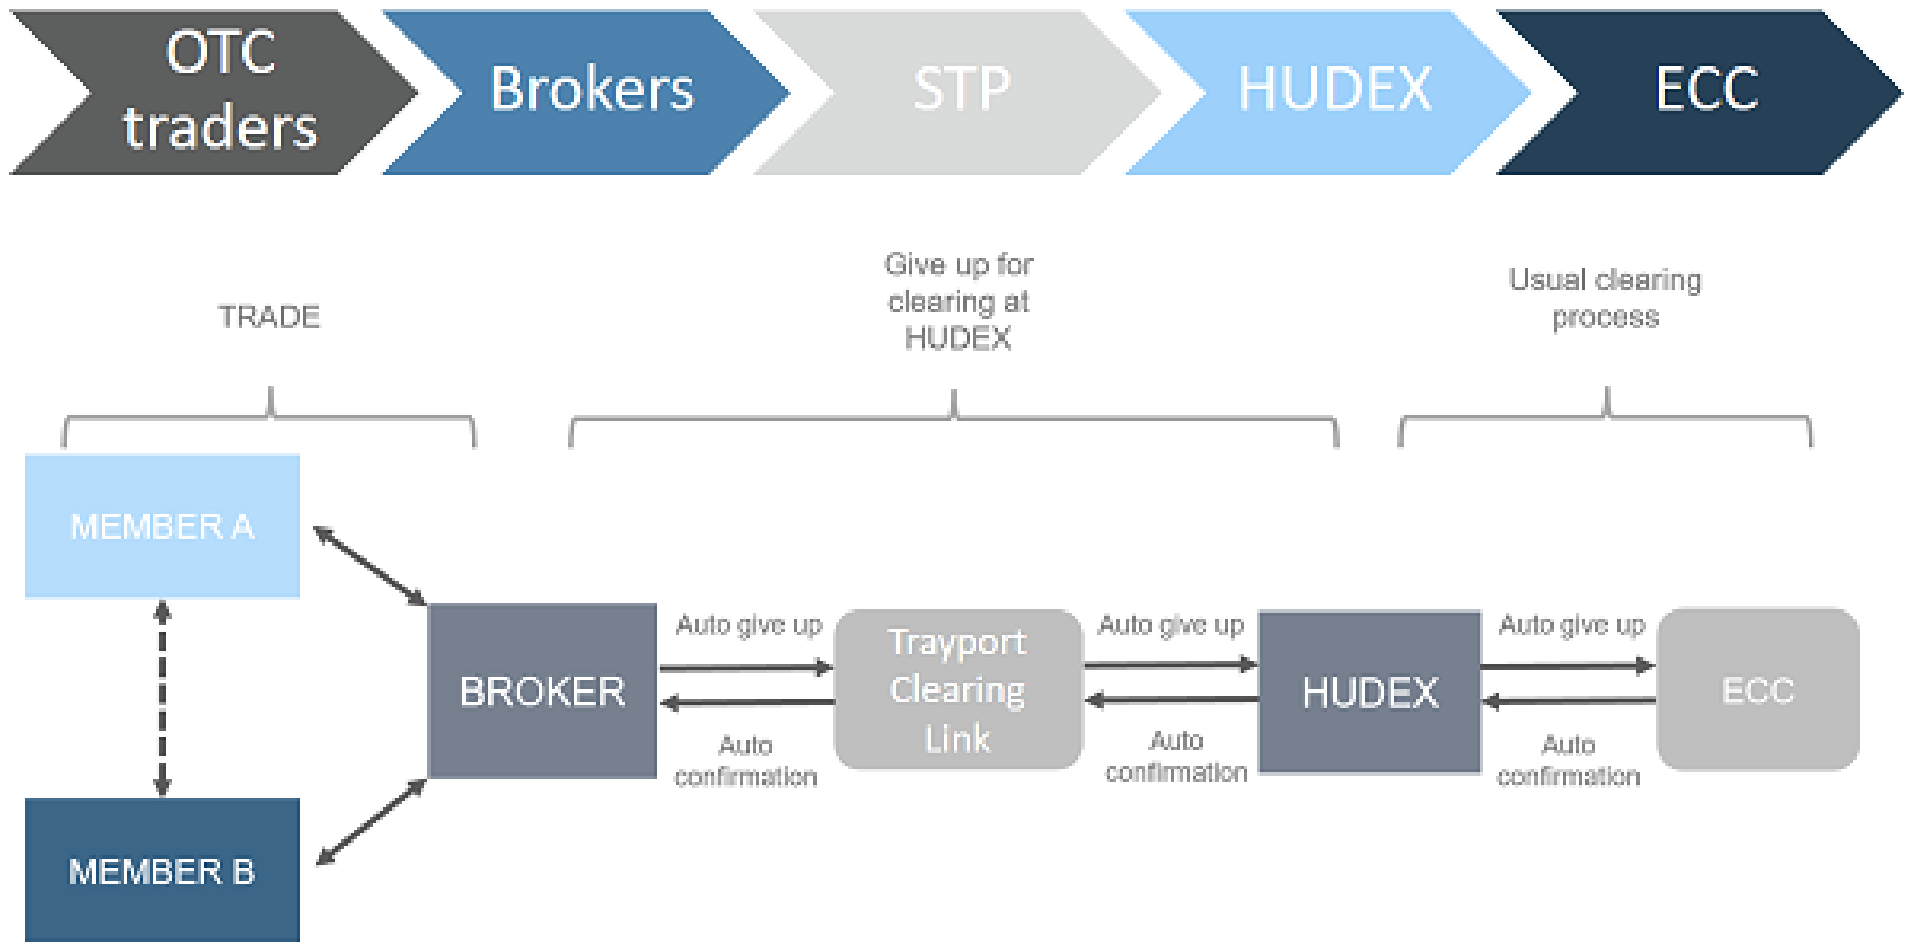 OTC
traders
Brokers
STP
HUDEX
ECC
TRADE
Give up for
clearing at
HUDEX
Usual clearing
process
MEMBER A
MEMBER B
BROKER
Auto give up
Auto
confirmation
Trayport
Clearing
Link
Auto give up
Auto
confirmation
HUDEX
Auto give up
Auto
confirmation
ECC